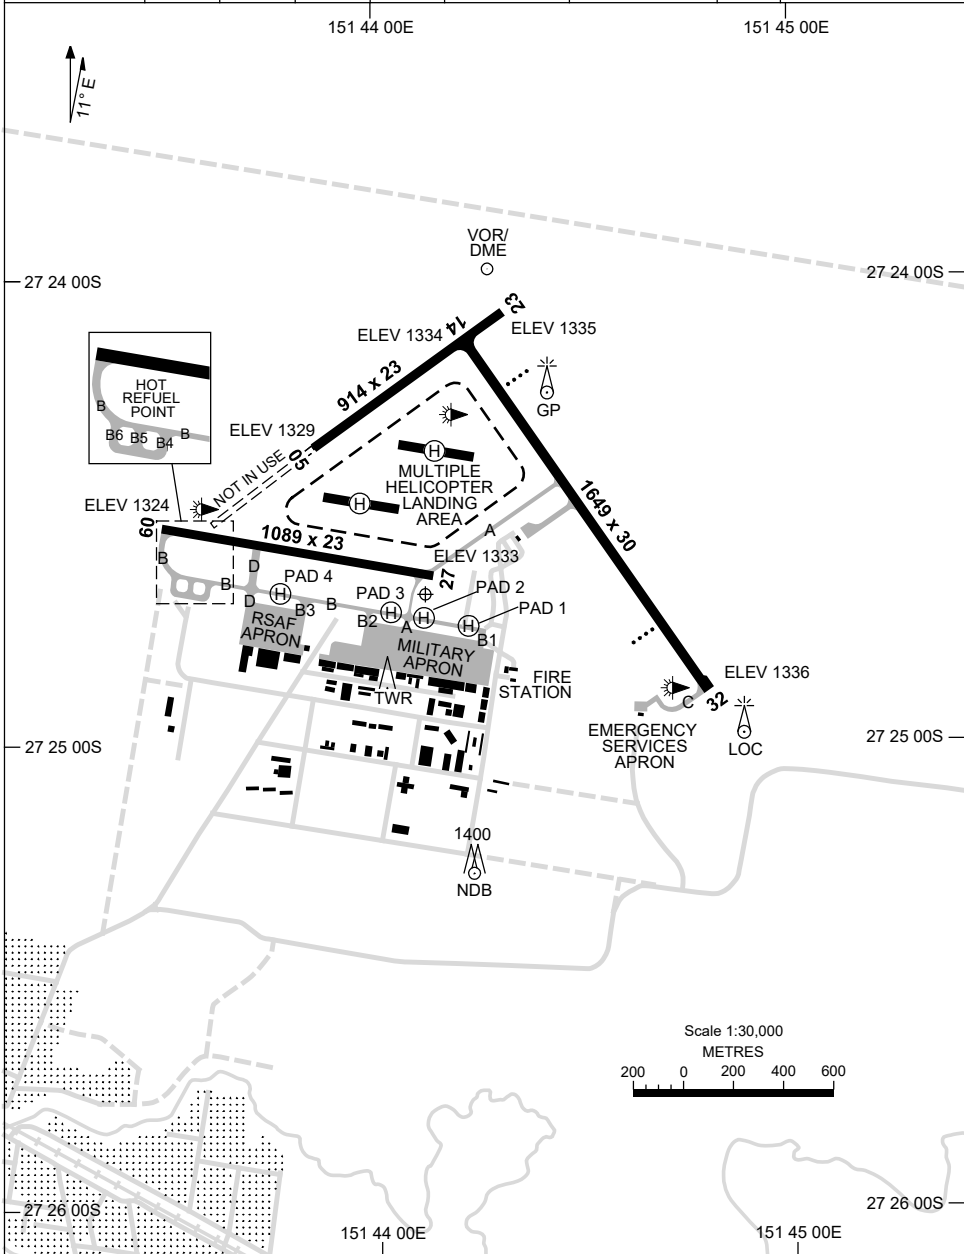 151 44 00E
151 45 00E
11° E
VOR/
DME
27 24 00S
27 24 00S
23
14
ELEV 1334
ELEV 1335
HOT
REFUEL
POINT
B
B6
B5
B4
B
914 x 23
GP
ELEV 1329
05
NOT IN USE
H
MULTIPLE
HELICOPTER
LANDING
AREA
H
1649 x 30
ELEV 1324
09
1089 x 23
A
ELEV 1333
27
B
D
PAD 4
PAD 3
PAD 2
PAD 1
B
H
D
B3
B
H
B2
A
H
H
B1
RSAF
APRON
MILITARY
APRON
TWR
FIRE
STATION
ELEV 1336
32
C
EMERGENCY
SERVICES
APRON
LOC
27 25 00S
27 25 00S
1400
NDB
Scale 1:30,000
METRES
200 0 200 400 600
27 26 00S
27 26 00S
151 44 00E
151 45 00E